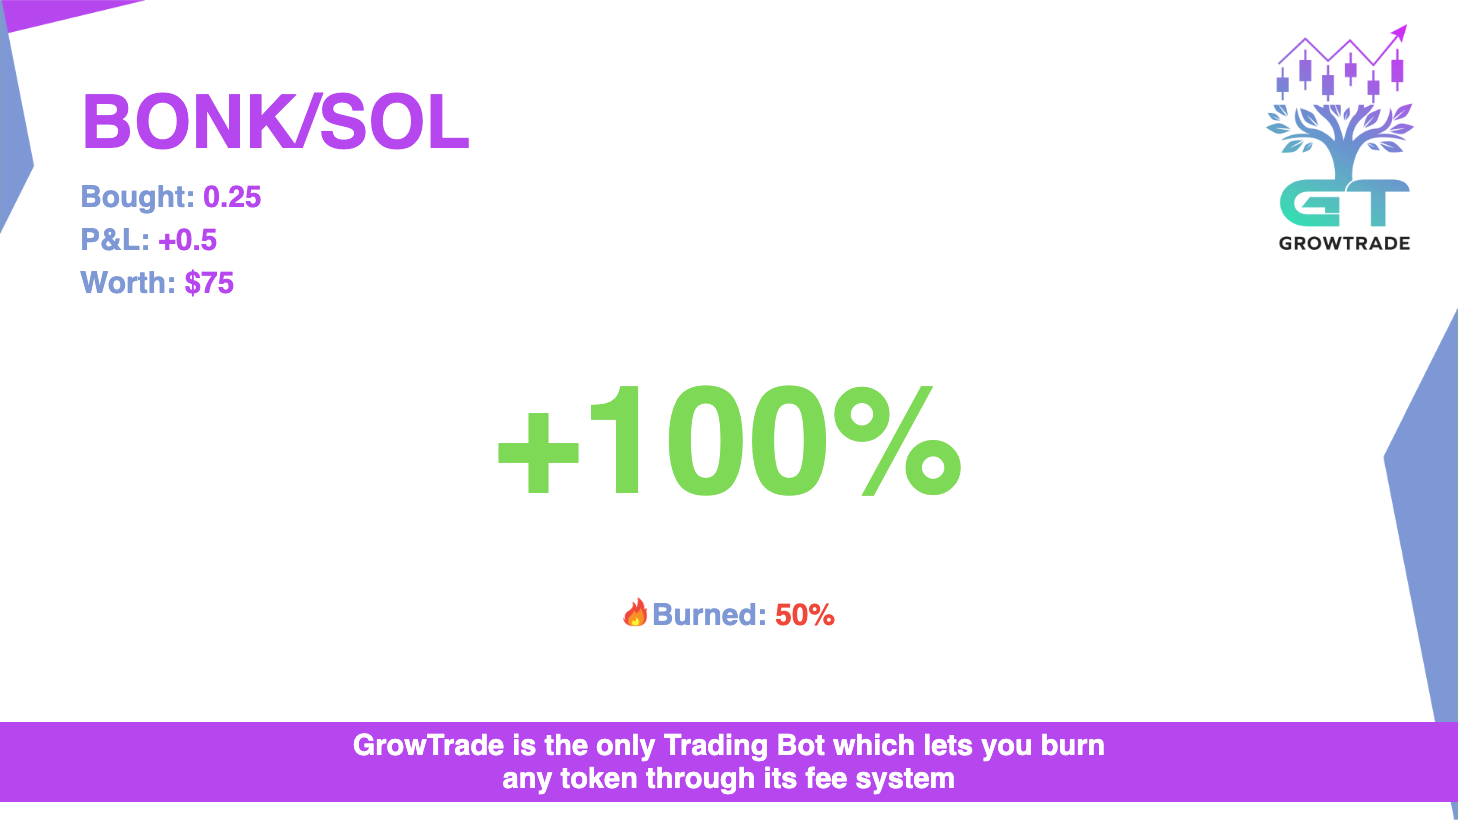 BONK/SOL
Bought: 0.25
P&L: +0.5
Worth: $75
GT
GROWTRADE
+100%
🔥Burned: 50%
GrowTrade is the only Trading Bot which lets you burn
any token through its fee system